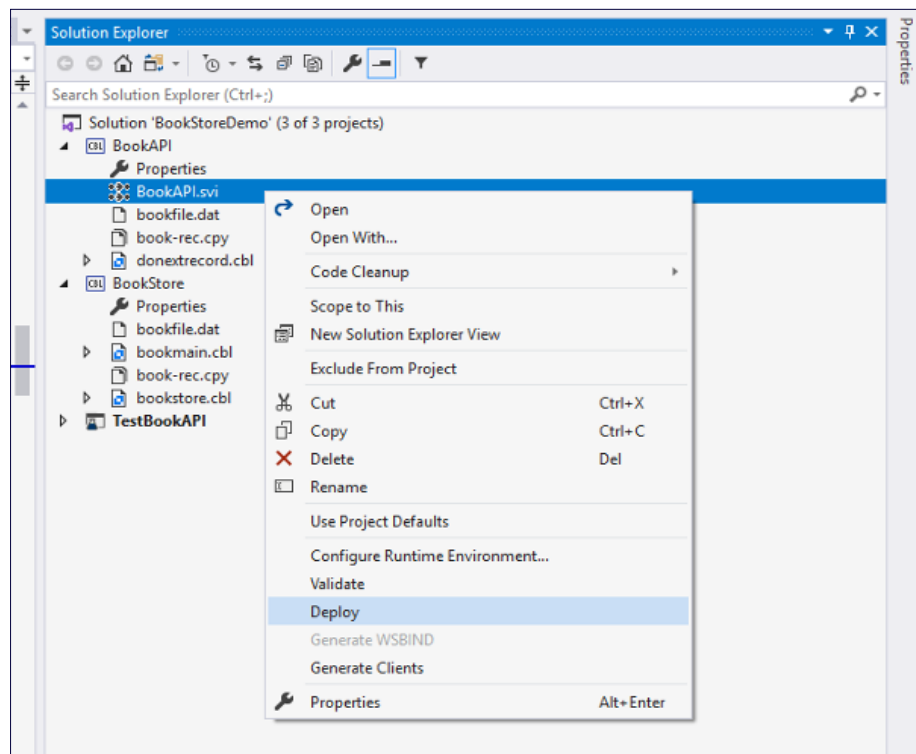 Solution Explorer
Properties
Search Solution Explorer (Ctrl+;)
Solution 'BookStoreDemo' (3 of 3 projects)
CBL BookAPI
Properties
BookAPI.svi
bookfile.dat
book-rec.cpy
donextrecord.cbl
CBL BookStore
Properties
bookfile.dat
bookmain.cbl
book-rec.cpy
bookstore.cbl
TestBookAPI
Open
Open With...
Code Cleanup
Scope to This
New Solution Explorer View
Exclude From Project
Cut Ctrl+X
Copy Ctrl+C
Delete Del
Rename
Use Project Defaults
Configure Runtime Environment...
Validate
Deploy
Generate WSBIND
Generate Clients
Properties Alt+Enter